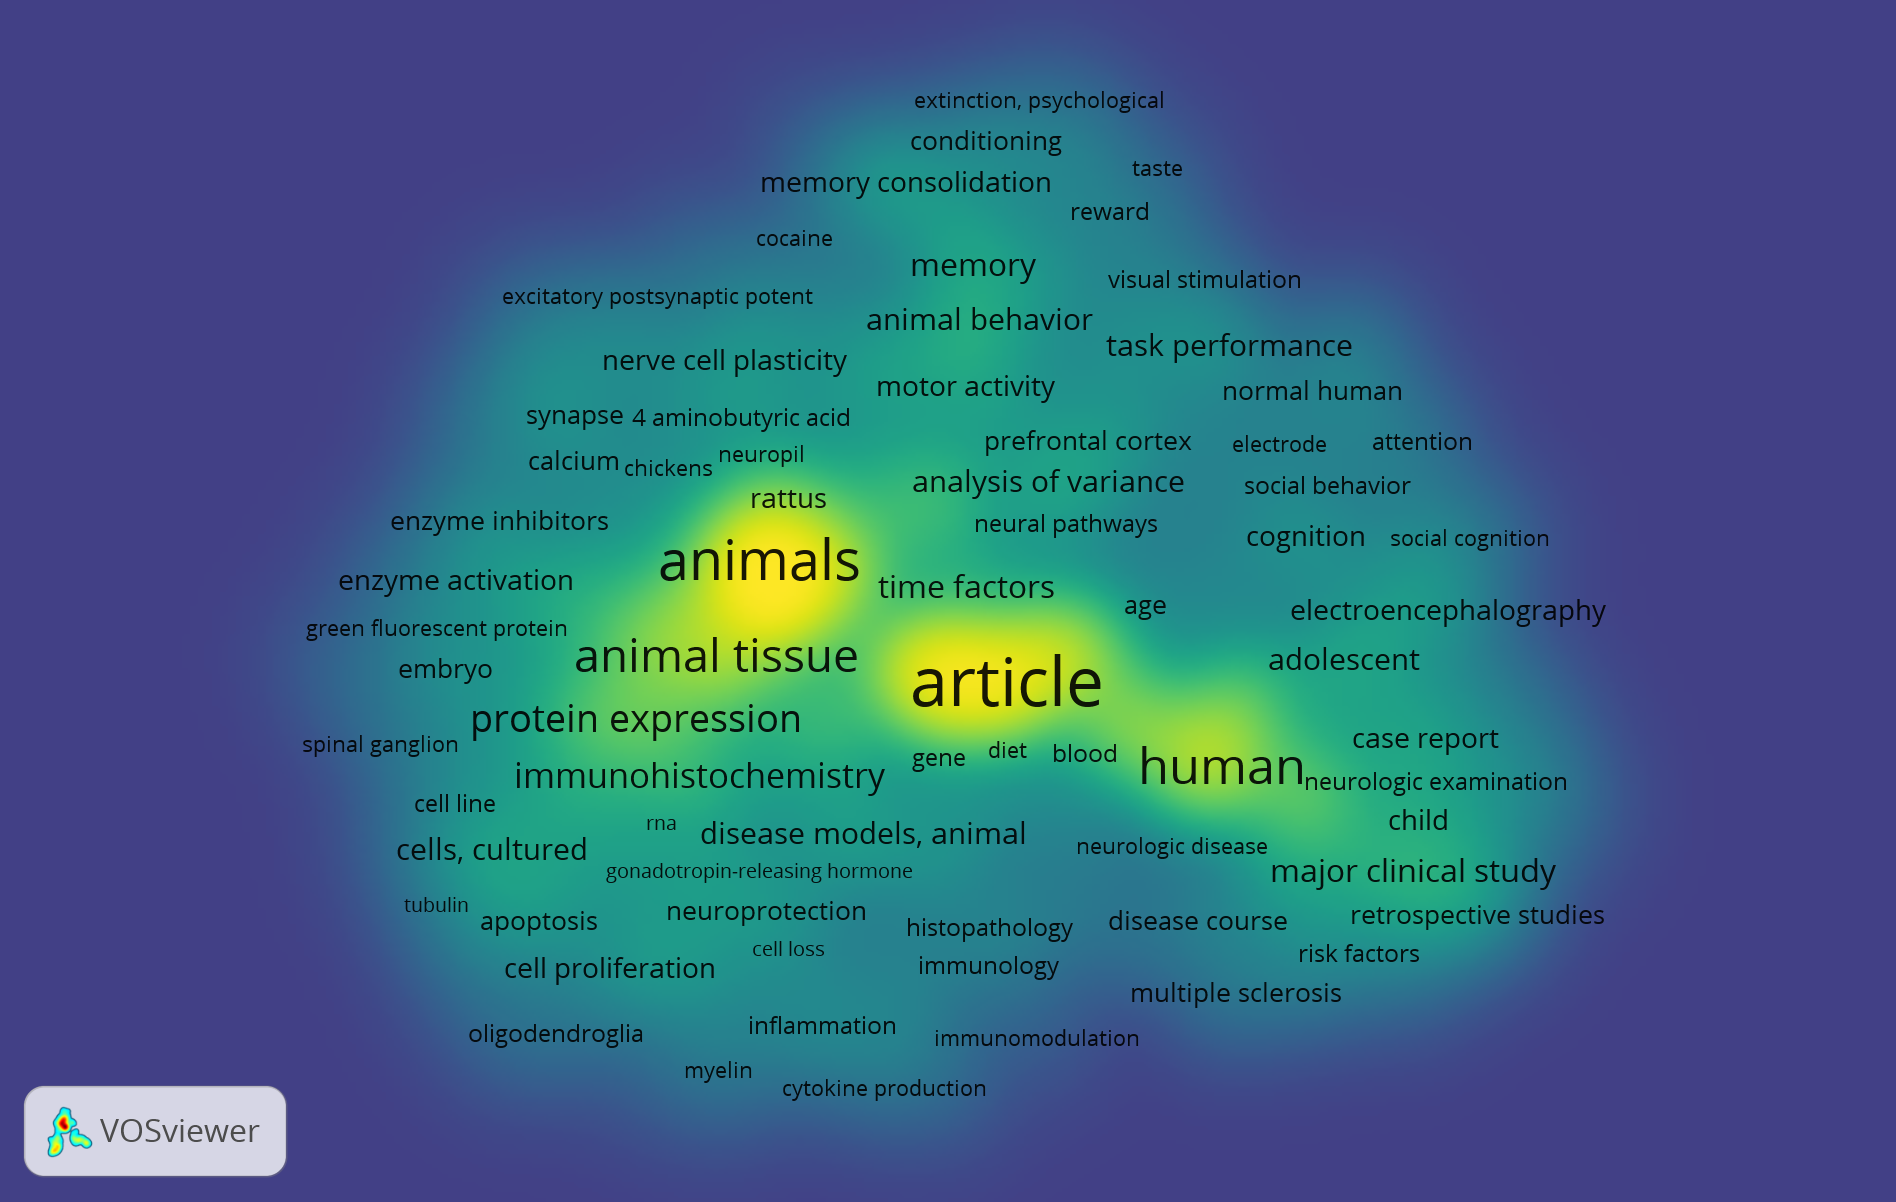 extinction, psychological
conditioning
taste
memory consolidation
reward
cocaine
memory
visual stimulation
excitatory postsynaptic potent
animal behavior
task performance
nerve cell plasticity
motor activity
normal human
synapse
4 aminobutyric acid
prefrontal cortex
electrode
attention
neuropil
calcium
chickens
analysis of variance
social behavior
rattus
enzyme inhibitors
neural pathways
cognition
social cognition
animals
enzyme activation
time factors
age
electroencephalography
green fluorescent protein
animal tissue
adolescent
embryo
article
protein expression
spinal ganglion
case report
gene
diet
blood
human
immunohistochemistry
neurologic examination
cell line
rna
disease models, animal
child
cells, cultured
neurologic disease
gonadotropin-releasing hormone
major clinical study
tubulin
neuroprotection
apoptosis
histopathology
disease course
retrospective studies
cell loss
risk factors
cell proliferation
immunology
multiple sclerosis
oligodendroglia
inflammation
immunomodulation
myelin
cytokine production
VOSviewer